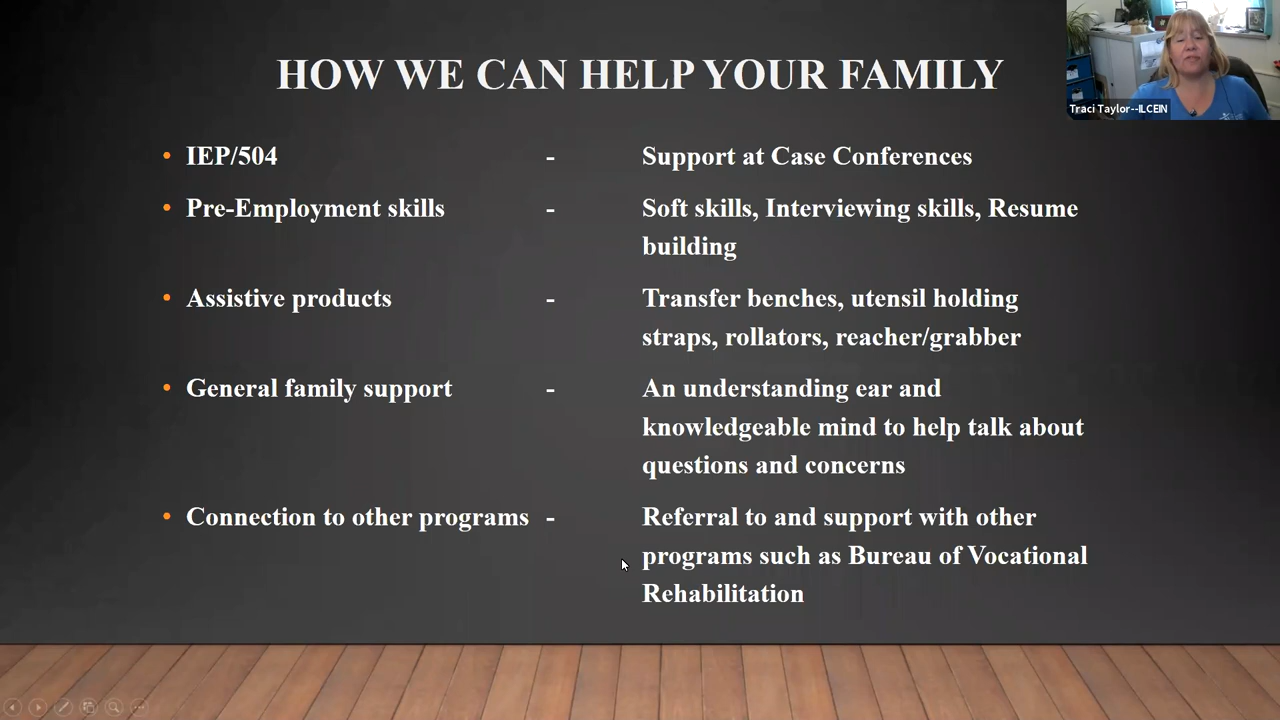 HOW WE CAN HELP YOUR FAMILY
Traci Taylor--ILCEIN
• IEP/504 - Support at Case Conferences
• Pre-Employment skills - Soft skills, Interviewing skills, Resume
building
• Assistive products - Transfer benches, utensil holding
straps, rollators, reacher/grabber
• General family support - An understanding ear and
knowledgeable mind to help talk about
questions and concerns
• Connection to other programs - Referral to and support with other
programs such as Bureau of Vocational
Rehabilitation